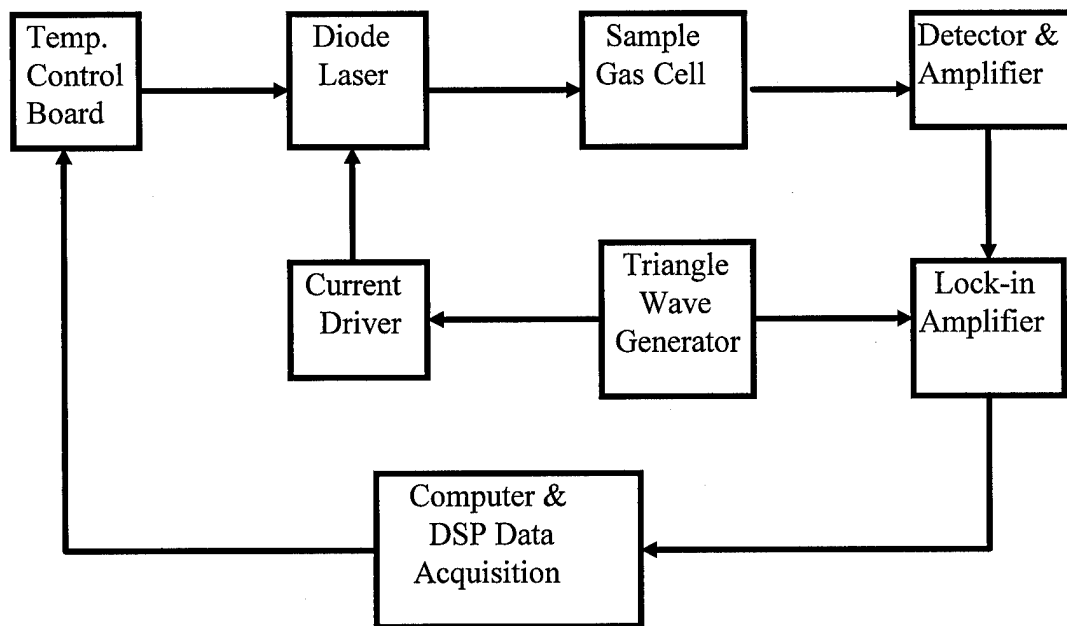 Temp.
Control
Board
Diode
Laser
Sample
Gas Cell
Detector &
Amplifier
Current
Driver
Triangle
Wave
Generator
Lock-in
Amplifier
Computer &
DSP Data
Acquisition